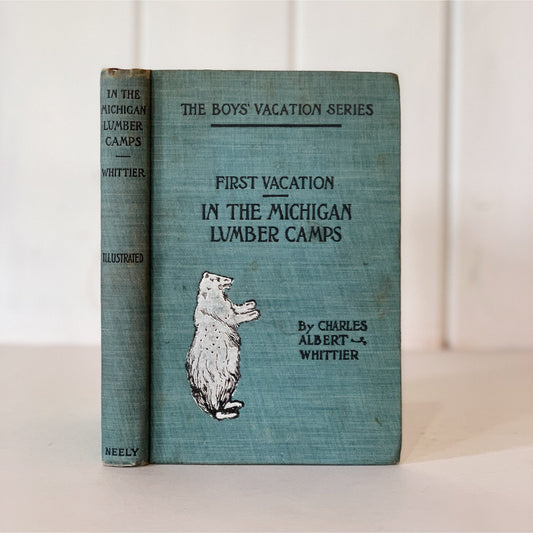 IN THE
MICHIGAN
LUMBER
CAMPS
WHITTIER
ILLUSTRATED
NEELY
THE BOYS' VACATION SERIES
FIRST VACATION
IN THE MICHIGAN
LUMBER CAMPS
By CHARLES
ALBERT
WHITTIER